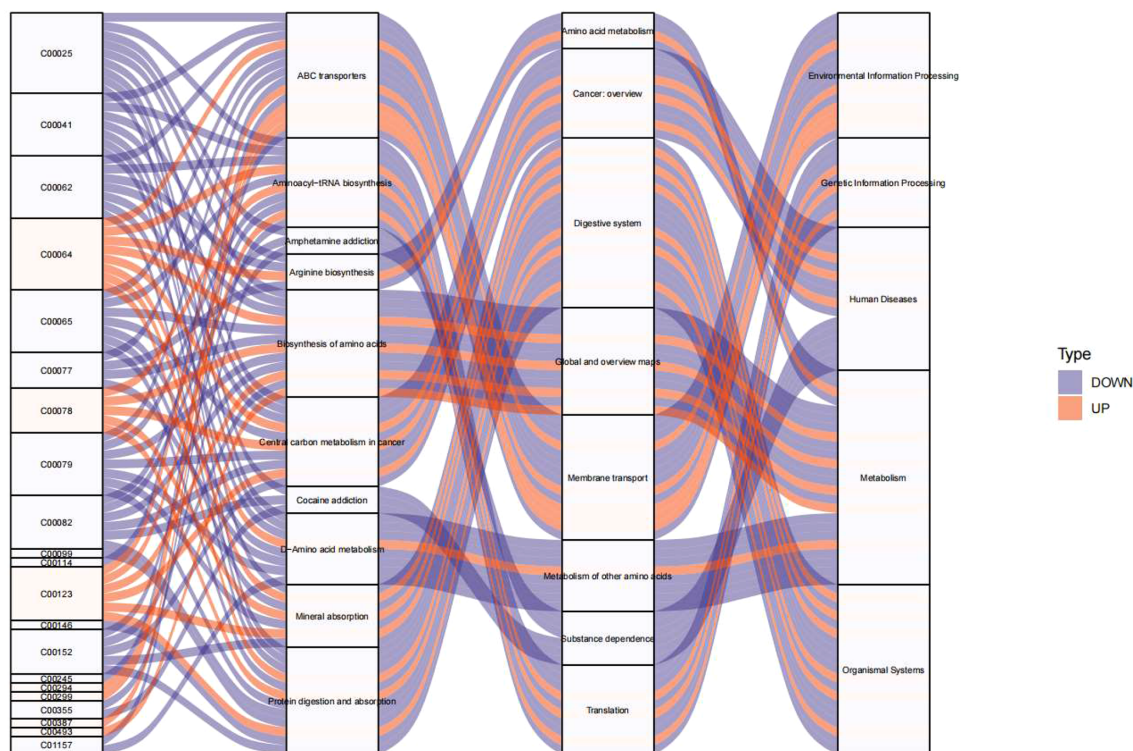 C00025
C00041
C00062
C00064
C00065
C00077
C00078
C00079
C00082
C00099
C00114
C00123
C00146
C00152
C00245
C00294
C00299
C00355
C00387
C00493
C01157
ABC transporters
Aminoacyl−tRNA biosynthesis
Amphetamine addiction
Arginine biosynthesis
Biosynthesis of amino acids
Central carbon metabolism in cancer
Cocaine addiction
D−Amino acid metabolism
Mineral absorption
Protein digestion and absorption
Amino acid metabolism
Cancer: overview
Digestive system
Global and overview maps
Membrane transport
Metabolism of other amino acids
Substance dependence
Translation
Environmental Information Processing
Genetic Information Processing
Human Diseases
Metabolism
Organismal Systems
Type
DOWN
UP